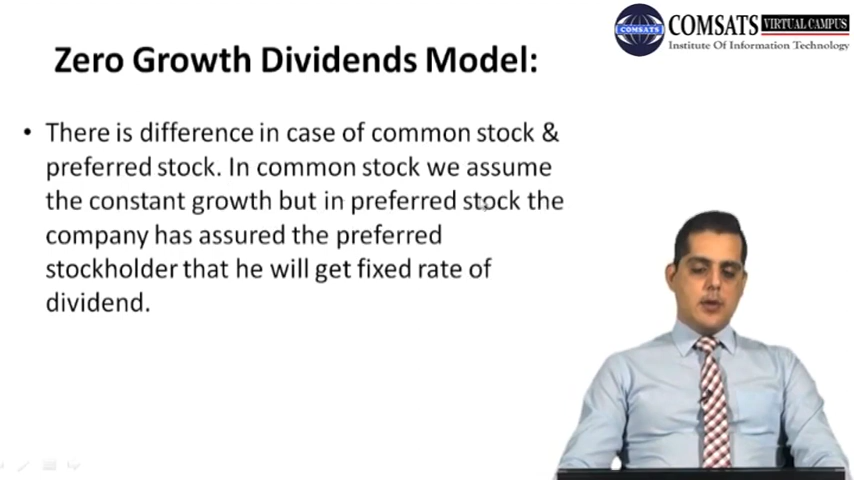 COMSATS VIRTUAL CAMPUS
COMSATS
Institute Of Information Technology
Zero Growth Dividends Model:
• There is difference in case of common stock &
preferred stock. In common stock we assume
the constant growth but in preferred stock the
company has assured the preferred
stockholder that he will get fixed rate of
dividend.